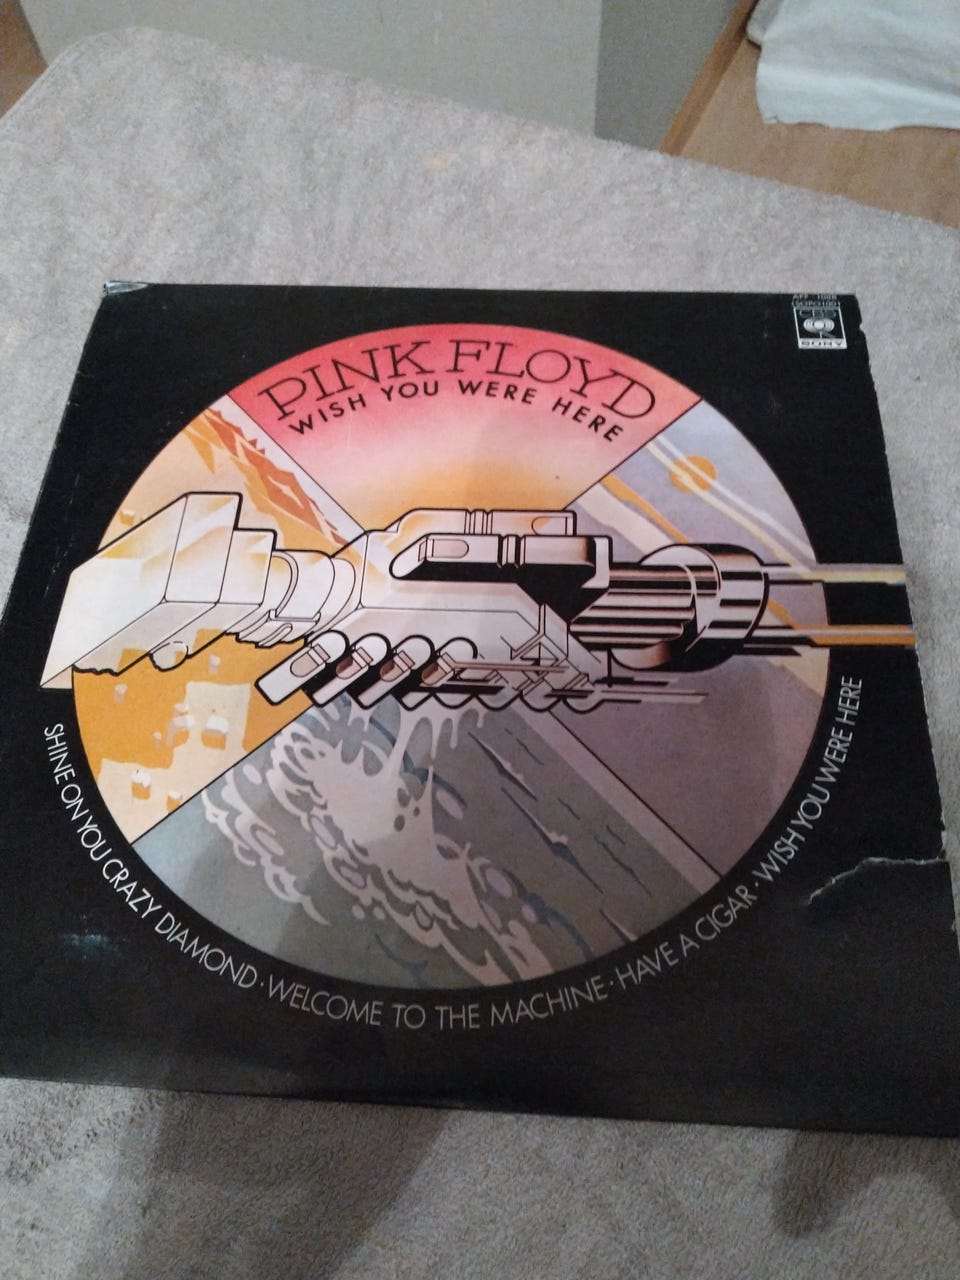 PINK FLOYD
WISH YOU WERE HERE
CBS
SONY
SHINE ON YOU CRAZY DIAMOND · WELCOME TO THE MACHINE · HAVE A CIGAR · WISH YOU WERE HERE